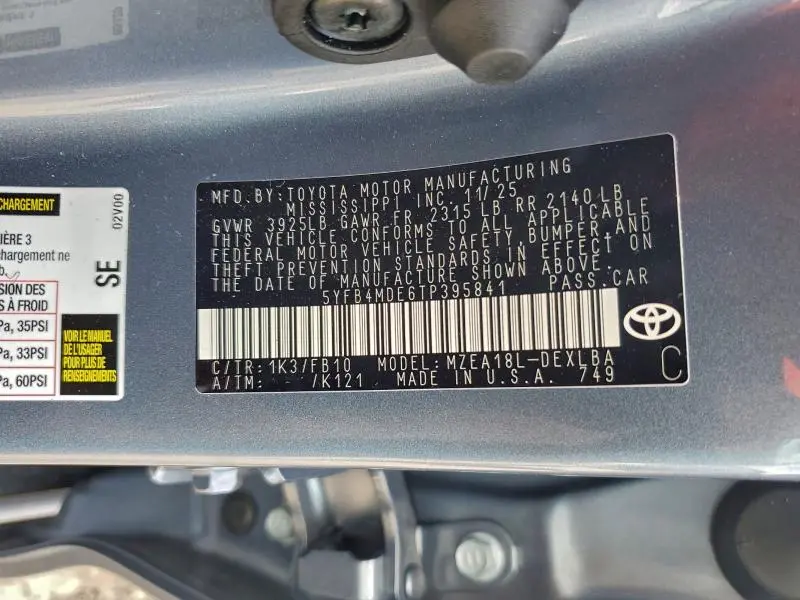 CHARGEMENT
IÈRE 3
chargement ne
b.
SION DES
S À FROID
Pa, 35PSI
Pa, 33PSI
Pa, 60PSI
VOIR MANUEL
DE L'USAGER
POUR PLUS DE
RENSEIGNEMENTS
SE
02V00
MFD.BY:TOYOTA MOTOR MANUFACTURING
MISSISSIPPI INC. 11/25
GVWR 3925LB GAWR FR 2315 LB RR 2140 LB
THIS VEHICLE CONFORMS TO ALL APPLICABLE
FEDERAL MOTOR VEHICLE SAFETY, BUMPER, AND
THEFT PREVENTION STANDARDS IN EFFECT ON
THE DATE OF MANUFACTURE SHOWN ABOVE.
5YFB4MDE6TP395841 PASS.CAR
C/TR: 1K3/FB10 MODEL:MZEA18L-DEXLBA
A/TM: /K121 MADE IN U.S.A. 749
C